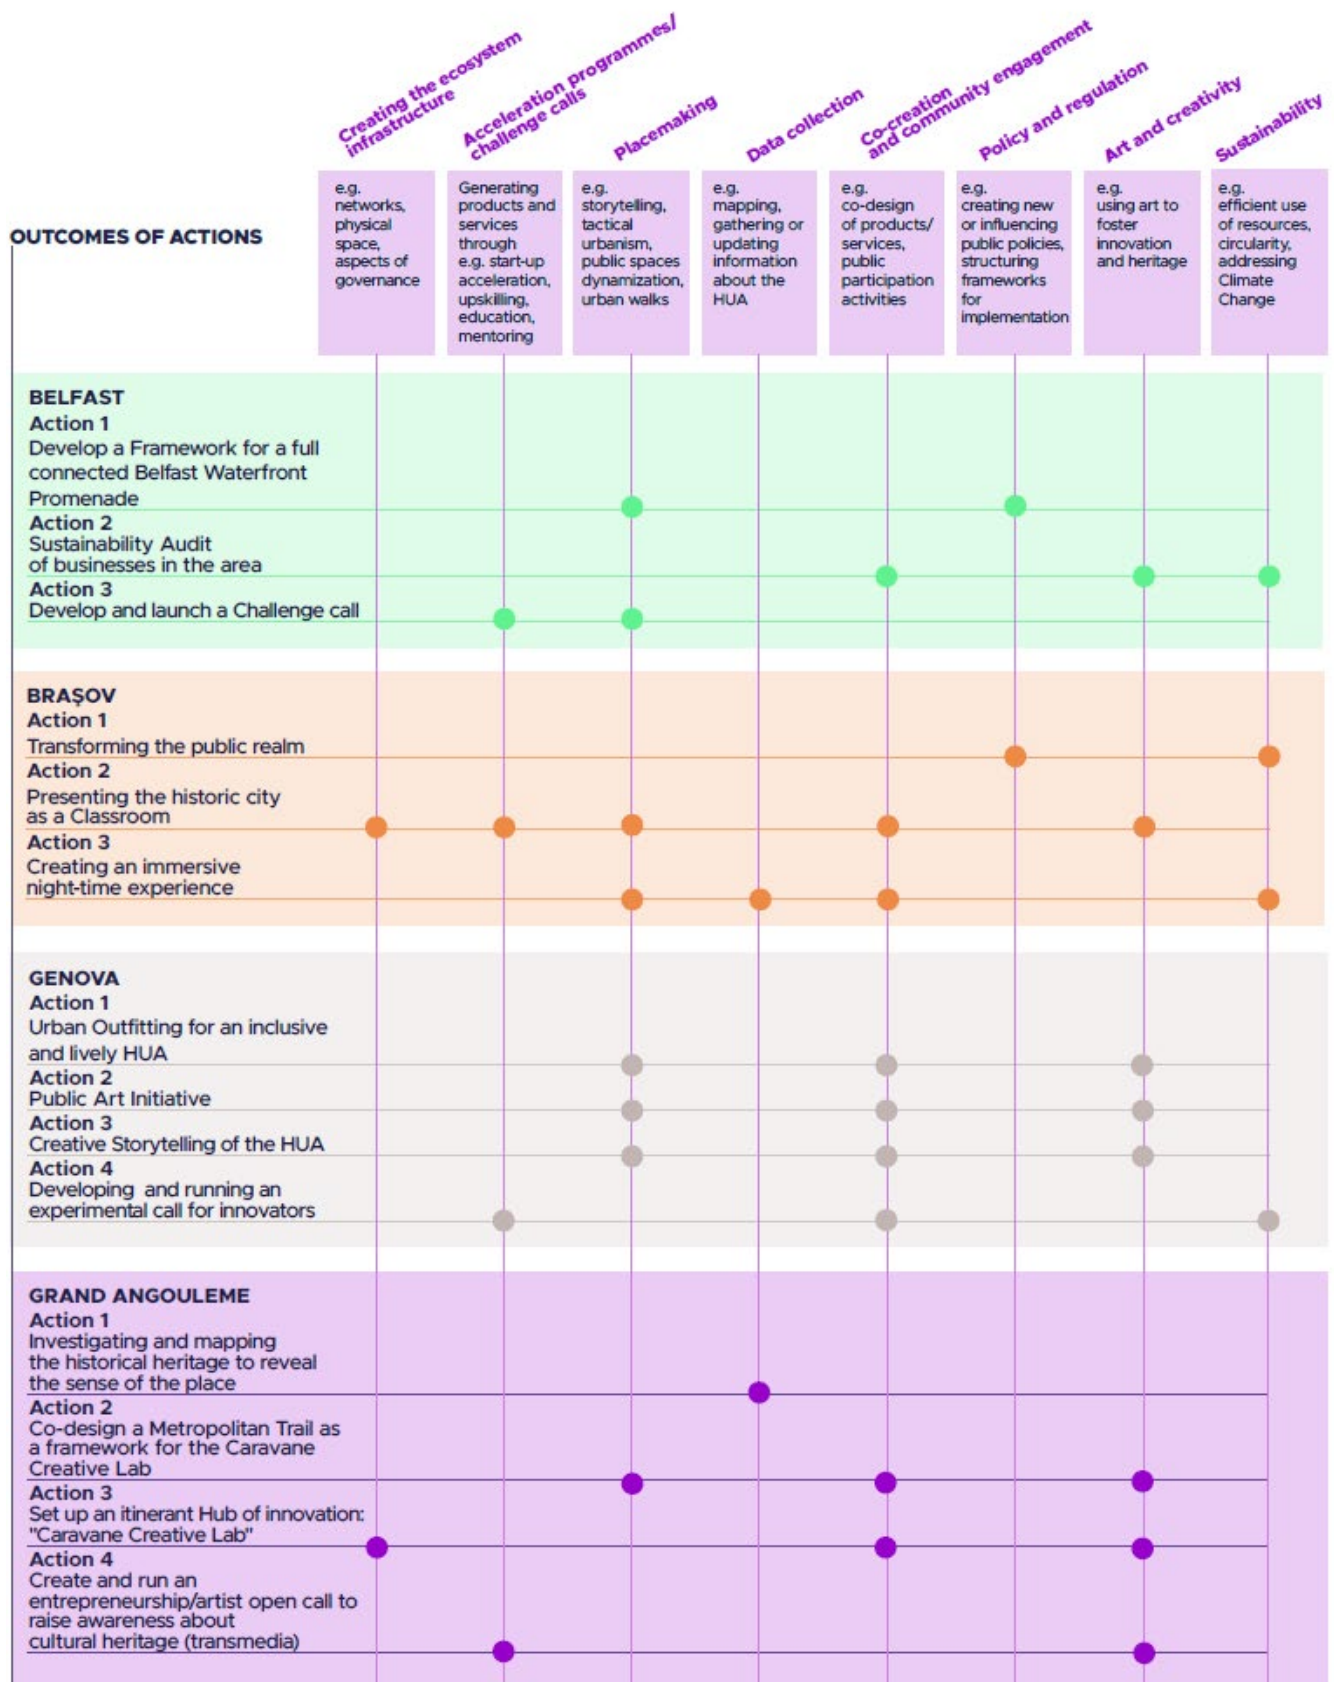 Creating the ecosystem
infrastructure
Acceleration programmes/
challenge calls
Placemaking
Data collection
Co-creation
and community engagement
Policy and regulation
Art and creativity
Sustainability
OUTCOMES OF ACTIONS
e.g.
networks,
physical
space,
aspects of
governance
Generating
products and
services
through
e.g. start-up
acceleration,
upskilling,
education,
mentoring
e.g.
storytelling,
tactical
urbanism,
public spaces
dynamization,
urban walks
e.g.
mapping,
gathering or
updating
information
about the
HUA
e.g.
co-design
of products/
services,
public
participation
activities
e.g.
creating new
or influencing
public policies,
structuring
frameworks
for
implementation
e.g.
using art to
foster
innovation
and heritage
e.g.
efficient use
of resources,
circularity,
addressing
Climate
Change
BELFAST
Action 1
Develop a Framework for a full
connected Belfast Waterfront
Promenade
Action 2
Sustainability Audit
of businesses in the area
Action 3
Develop and launch a Challenge call
BRAŞOV
Action 1
Transforming the public realm
Action 2
Presenting the historic city
as a Classroom
Action 3
Creating an immersive
night-time experience
GENOVA
Action 1
Urban Outfitting for an inclusive
and lively HUA
Action 2
Public Art Initiative
Action 3
Creative Storytelling of the HUA
Action 4
Developing and running an
experimental call for innovators
GRAND ANGOULEME
Action 1
Investigating and mapping
the historical heritage to reveal
the sense of the place
Action 2
Co-design a Metropolitan Trail as
a framework for the Caravane
Creative Lab
Action 3
Set up an itinerant Hub of innovation:
"Caravane Creative Lab"
Action 4
Create and run an
entrepreneurship/artist open call to
raise awareness about
cultural heritage (transmedia)